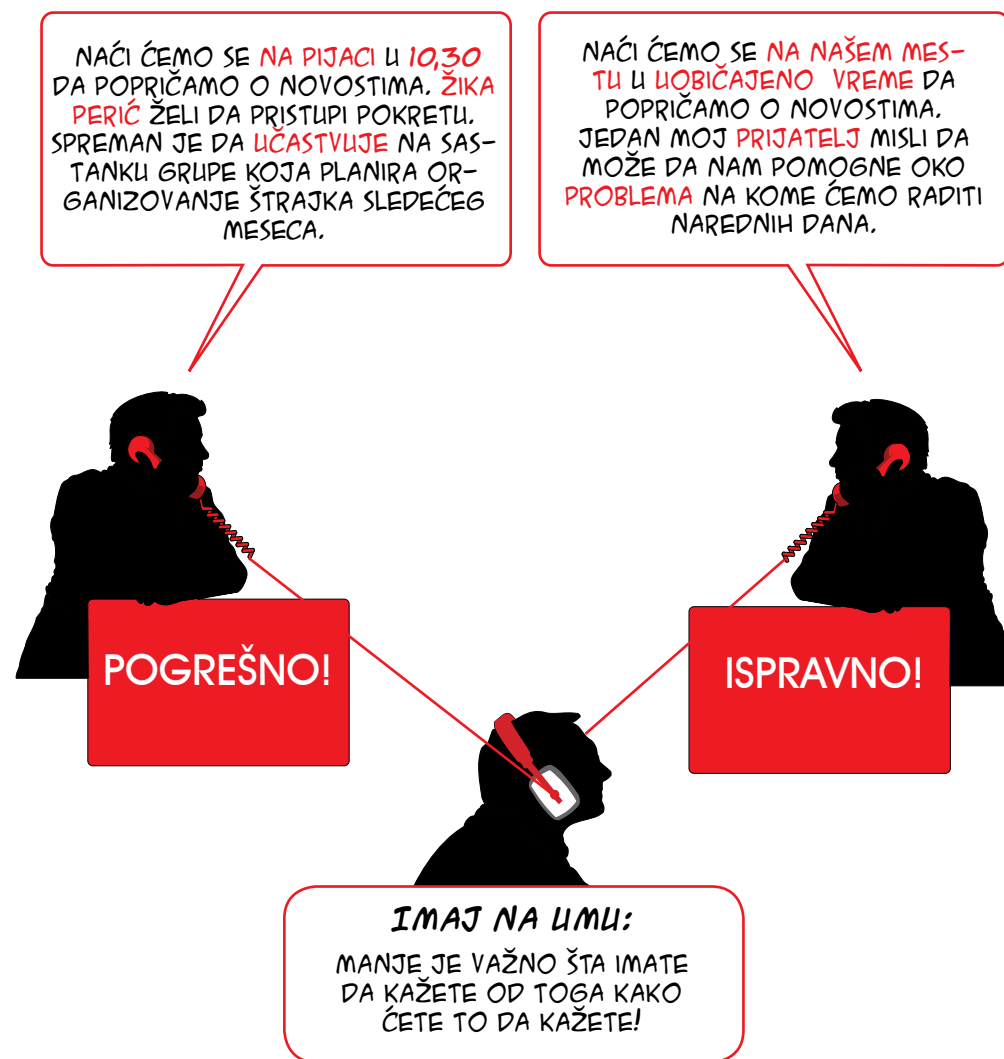 NAĆI ĆEMO SE NA PIJACI U 10,30
DA POPRIČAMO O NOVOSTIMA. ŽIKA
PERIĆ ŽELI DA PRISTUPI POKRETU.
SPREMAN JE DA UČASTVUJE NA SAS-
TANKU GRUPE KOJA PLANIRA OR-
GANIZOVANJE ŠTRAJKA SLEDEĆEG
MESECA.
NAĆI ĆEMO SE NA NAŠEM MES-
TU U UOBIČAJENO VREME DA
POPRIČAMO O NOVOSTIMA.
JEDAN MOJ PRIJATELJ MISLI DA
MOŽE DA NAM POMOGNE OKO
PROBLEMA NA KOME ĆEMO RADITI
NAREDNIH DANA.
POGREŠNO!
ISPRAVNO!
IMAJ NA UMU:
MANJE JE VAŽNO ŠTA IMATE
DA KAŽETE OD TOGA KAKO
ĆETE TO DA KAŽETE!